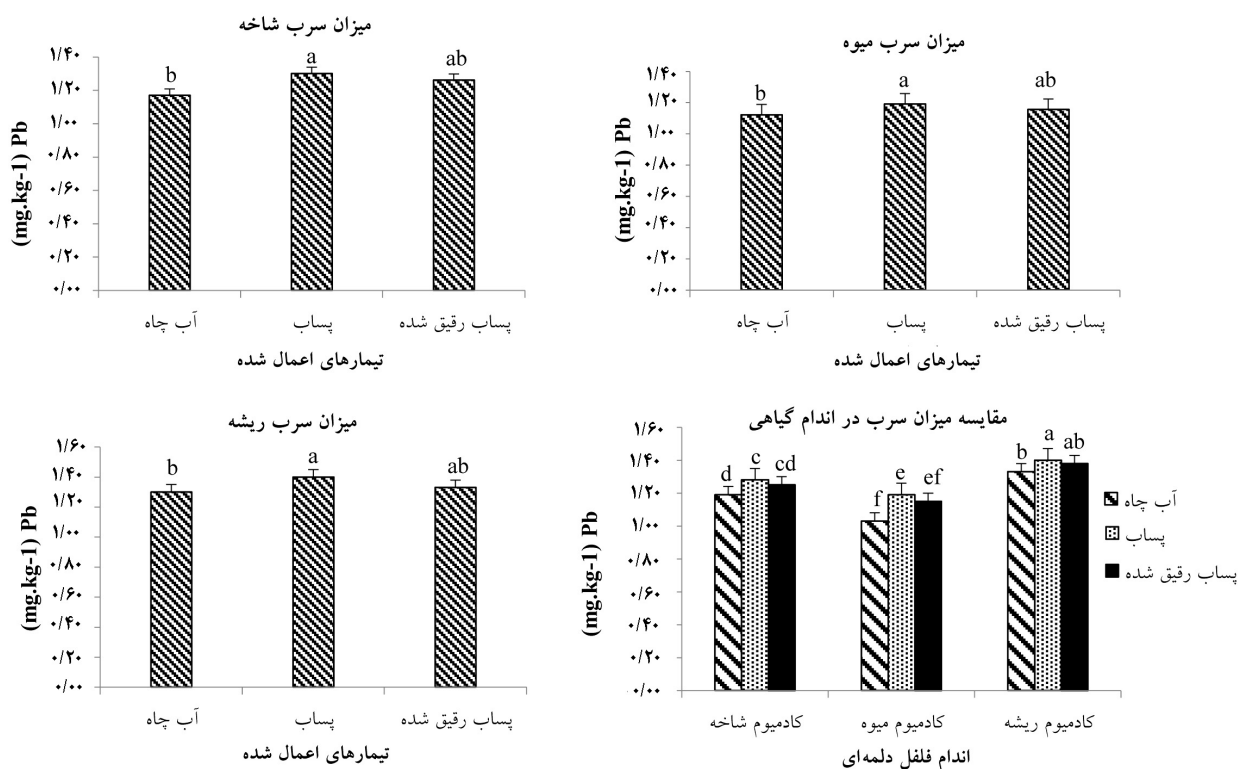 میزان سرب شاخه
(mg.kg-1) Pb
۱/۴۰
۱/۲۰
۱/۰۰
۰/۸۰
۰/۶۰
۰/۴۰
۰/۲۰
۰/۰۰
b
a
ab
آب چاه
پساب
پساب رقیق شده
تیمارهای اعمال شده
میزان سرب میوه
(mg.kg-1) Pb
۱/۴۰
۱/۲۰
۱/۰۰
۰/۸۰
۰/۶۰
۰/۴۰
۰/۲۰
۰/۰۰
b
a
ab
آب چاه
پساب
پساب رقیق شده
تیمارهای اعمال شده
میزان سرب ریشه
(mg.kg-1) Pb
۱/۶۰
۱/۴۰
۱/۲۰
۱/۰۰
۰/۸۰
۰/۶۰
۰/۴۰
۰/۲۰
۰/۰۰
b
a
ab
آب چاه
پساب
پساب رقیق شده
تیمارهای اعمال شده
مقایسه میزان سرب در اندام گیاهی
(mg.kg-1) Pb
۱/۶۰
۱/۴۰
۱/۲۰
۱/۰۰
۰/۸۰
۰/۶۰
۰/۴۰
۰/۲۰
۰/۰۰
d
c
cd
f
e
ef
b
a
ab
کادمیوم شاخه
کادمیوم میوه
کادمیوم ریشه
اندام فلفل دلمه‌ای
آب چاه
پساب
پساب رقیق شده